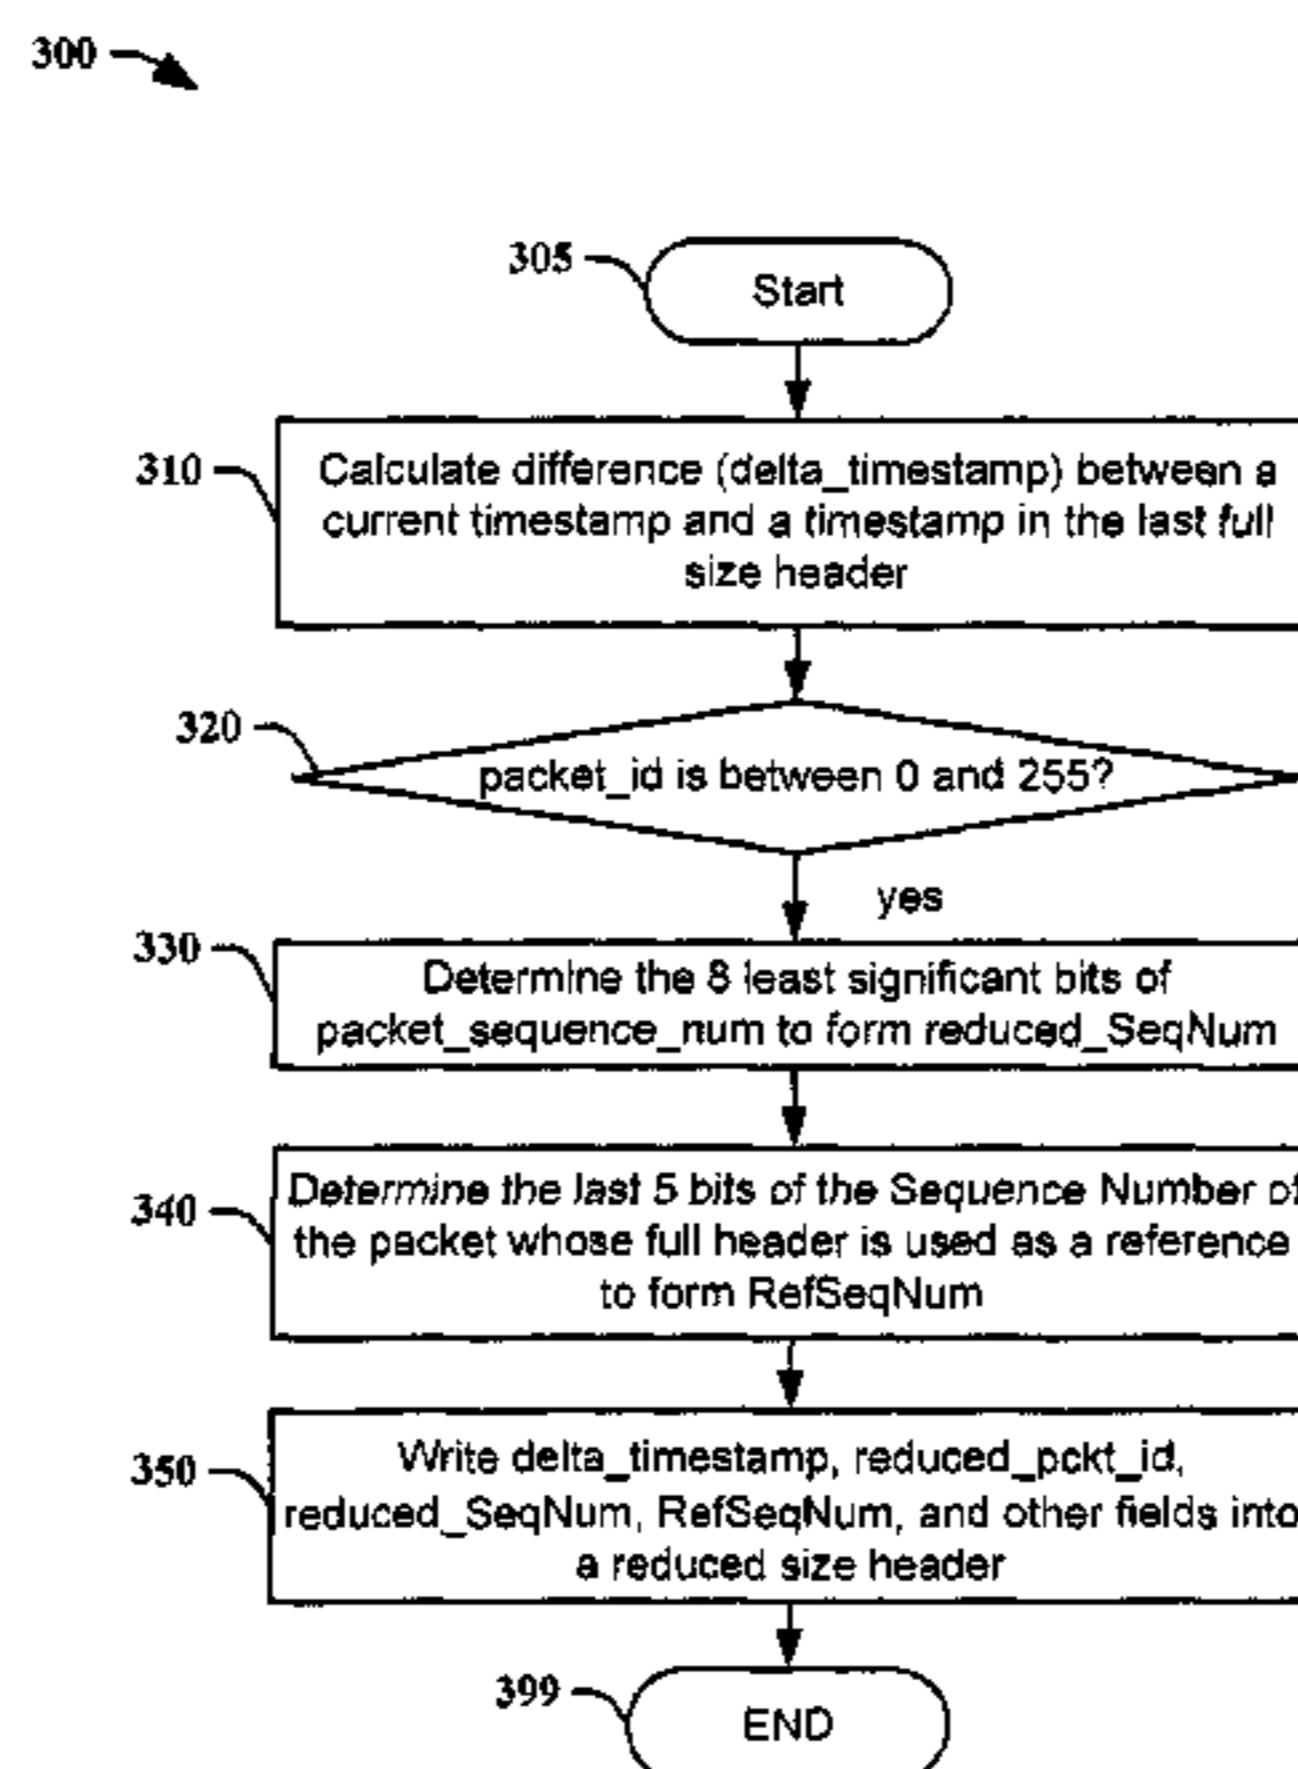 300
305
Start
310
Calculate difference (delta_timestamp) between a
current timestamp and a timestamp in the last full
size header
320
packet_id is between 0 and 255?
yes
330
Determine the 8 least significant bits of
packet_sequence_num to form reduced_SeqNum
340
Determine the last 5 bits of the Sequence Number of
the packet whose full header is used as a reference
to form RefSeqNum
350
Write delta_timestamp, reduced_pckt_id,
reduced_SeqNum, RefSeqNum, and other fields into
a reduced size header
399
END